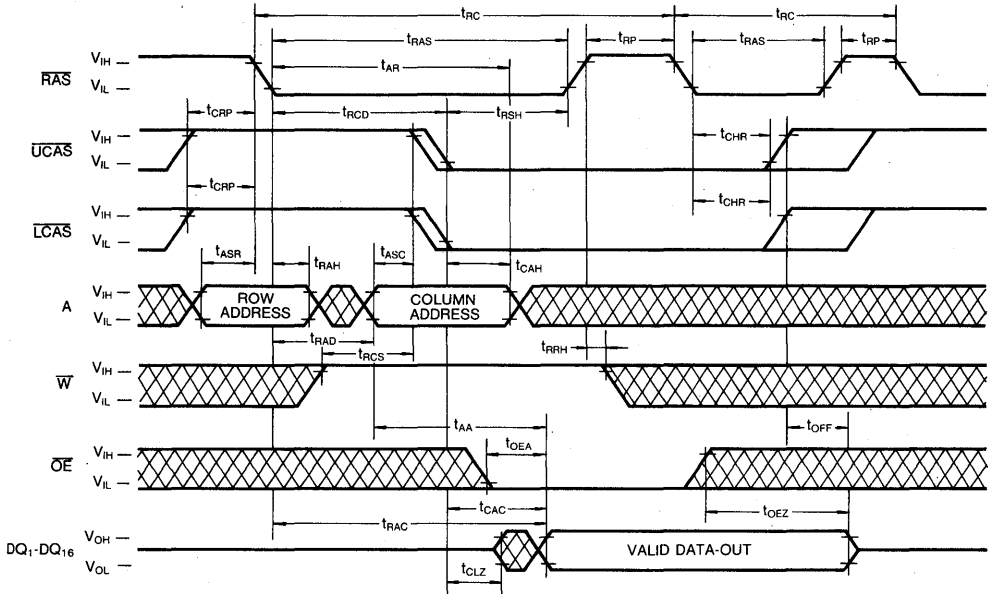 tRC tRC
tRAS tRP tRAS tRP
tAR
RAS VIH
VIL
tCRP tRCD tRSH
UCAS VIH
VIL
tCHR
tCRP
tCHR
LCAS VIH
VIL
tASR tRAH tASC tCAH
A VIH
VIL
ROW ADDRESS
COLUMN ADDRESS
tRAD
tRCS
tRRH
W VIH
VIL
tAA tOFF
tOEA
OE VIH
VIL
tCAC tOEZ
tRAC
DQ1-DQ16 VOH
VOL
VALID DATA-OUT
tCLZ